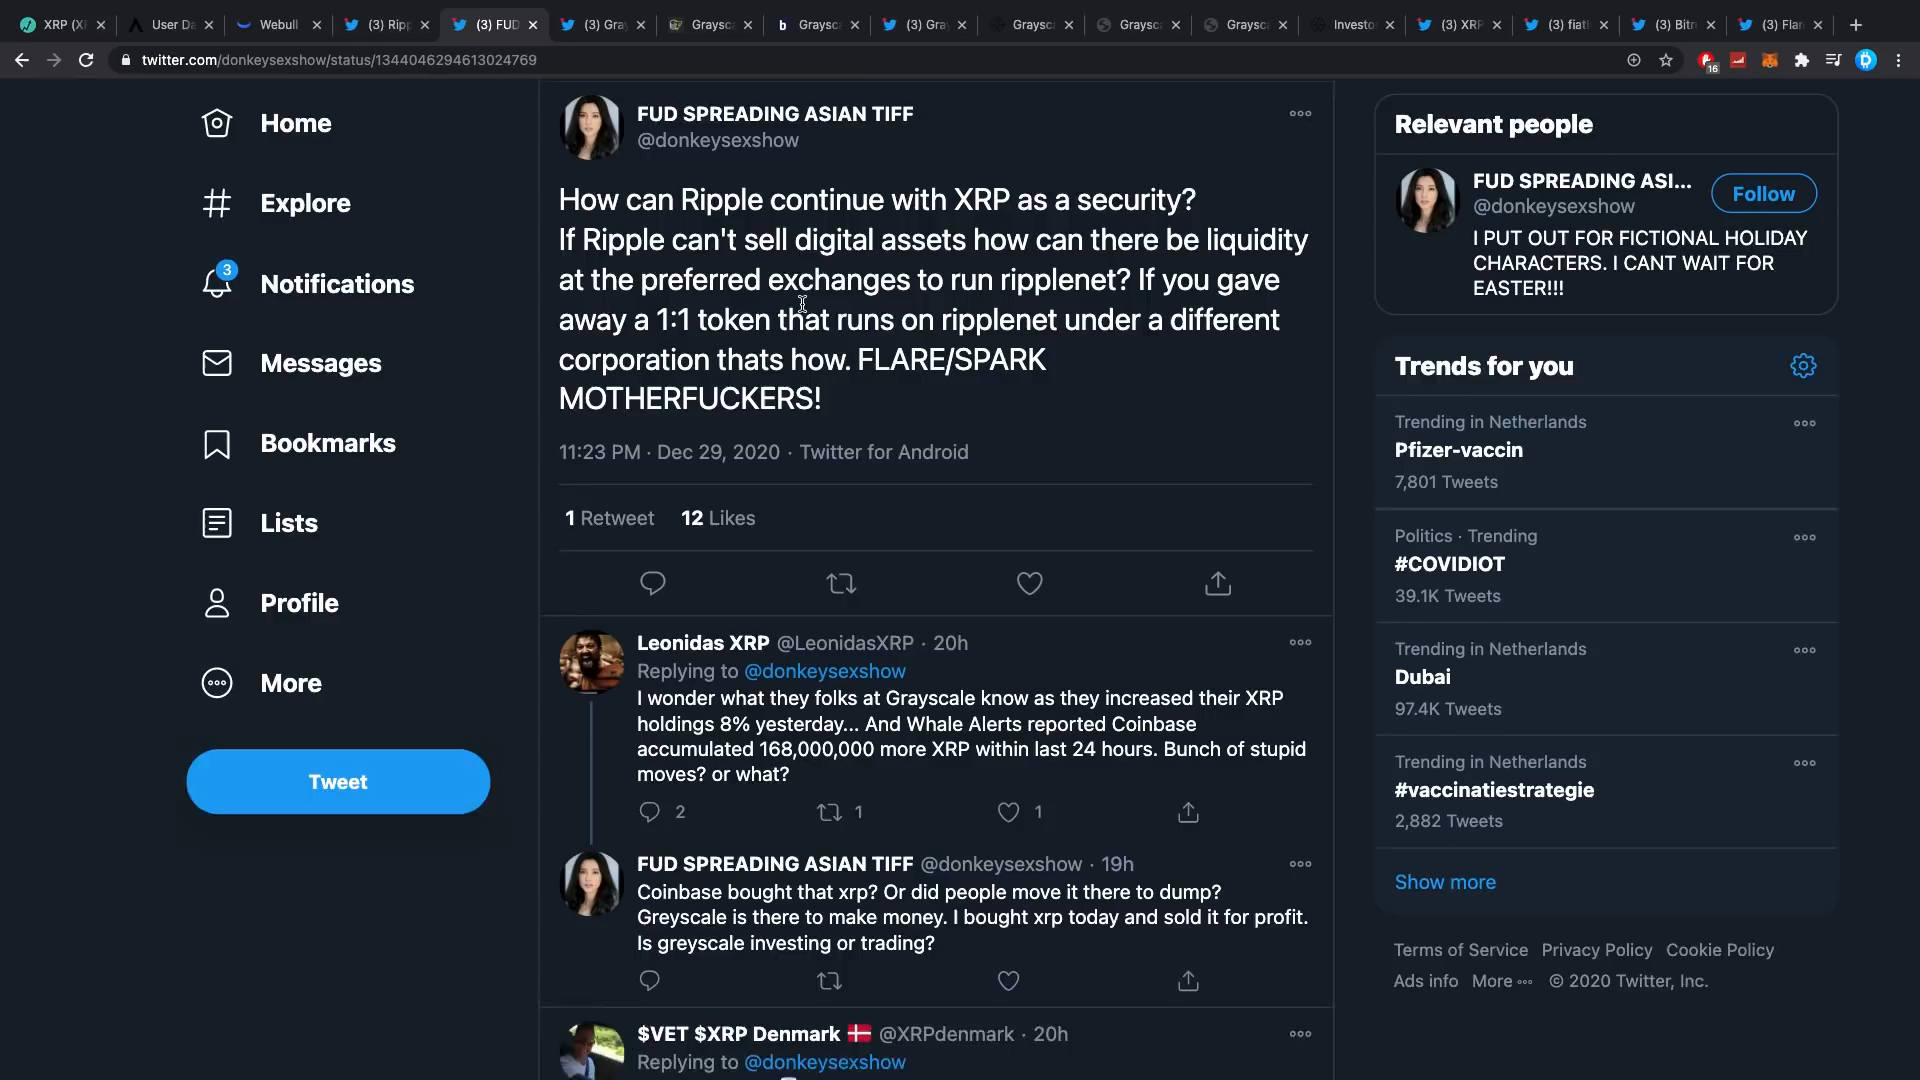 XRP (X
User Da
Webull
(3) Ripp
(3) FUD
(3) Gra
Graysca
Graysca
(3) Gra
Graysca
Graysca
Graysca
Investo
(3) XRP
(3) fiatl
(3) Bitr
(3) Flar
twitter.com/donkeysexshow/status/1344046294613024769
16
Home
Explore
3
Notifications
Messages
Bookmarks
Lists
Profile
More
Tweet
FUD SPREADING ASIAN TIFF
@donkeysexshow
How can Ripple continue with XRP as a security?
If Ripple can't sell digital assets how can there be liquidity
at the preferred exchanges to run ripplenet? If you gave
away a 1:1 token that runs on ripplenet under a different
corporation thats how. FLARE/SPARK
MOTHERFUCKERS!
11:23 PM · Dec 29, 2020 · Twitter for Android
1 Retweet 12 Likes
Leonidas XRP @LeonidasXRP · 20h
Replying to @donkeysexshow
I wonder what they folks at Grayscale know as they increased their XRP
holdings 8% yesterday... And Whale Alerts reported Coinbase
accumulated 168,000,000 more XRP within last 24 hours. Bunch of stupid
moves? or what?
2 1 1
FUD SPREADING ASIAN TIFF @donkeysexshow · 19h
Coinbase bought that xrp? Or did people move it there to dump?
Greyscale is there to make money. I bought xrp today and sold it for profit.
Is greyscale investing or trading?
$VET $XRP Denmark 🇩🇰 @XRPdenmark · 20h
Replying to @donkeysexshow
Relevant people
FUD SPREADING ASI...
@donkeysexshow
Follow
I PUT OUT FOR FICTIONAL HOLIDAY
CHARACTERS. I CANT WAIT FOR
EASTER!!!
Trends for you
Trending in Netherlands
Pfizer-vaccin
7,801 Tweets
Politics · Trending
#COVIDIOT
39.1K Tweets
Trending in Netherlands
Dubai
97.4K Tweets
Trending in Netherlands
#vaccinatiestrategie
2,882 Tweets
Show more
Terms of Service Privacy Policy Cookie Policy
Ads info More © 2020 Twitter, Inc.